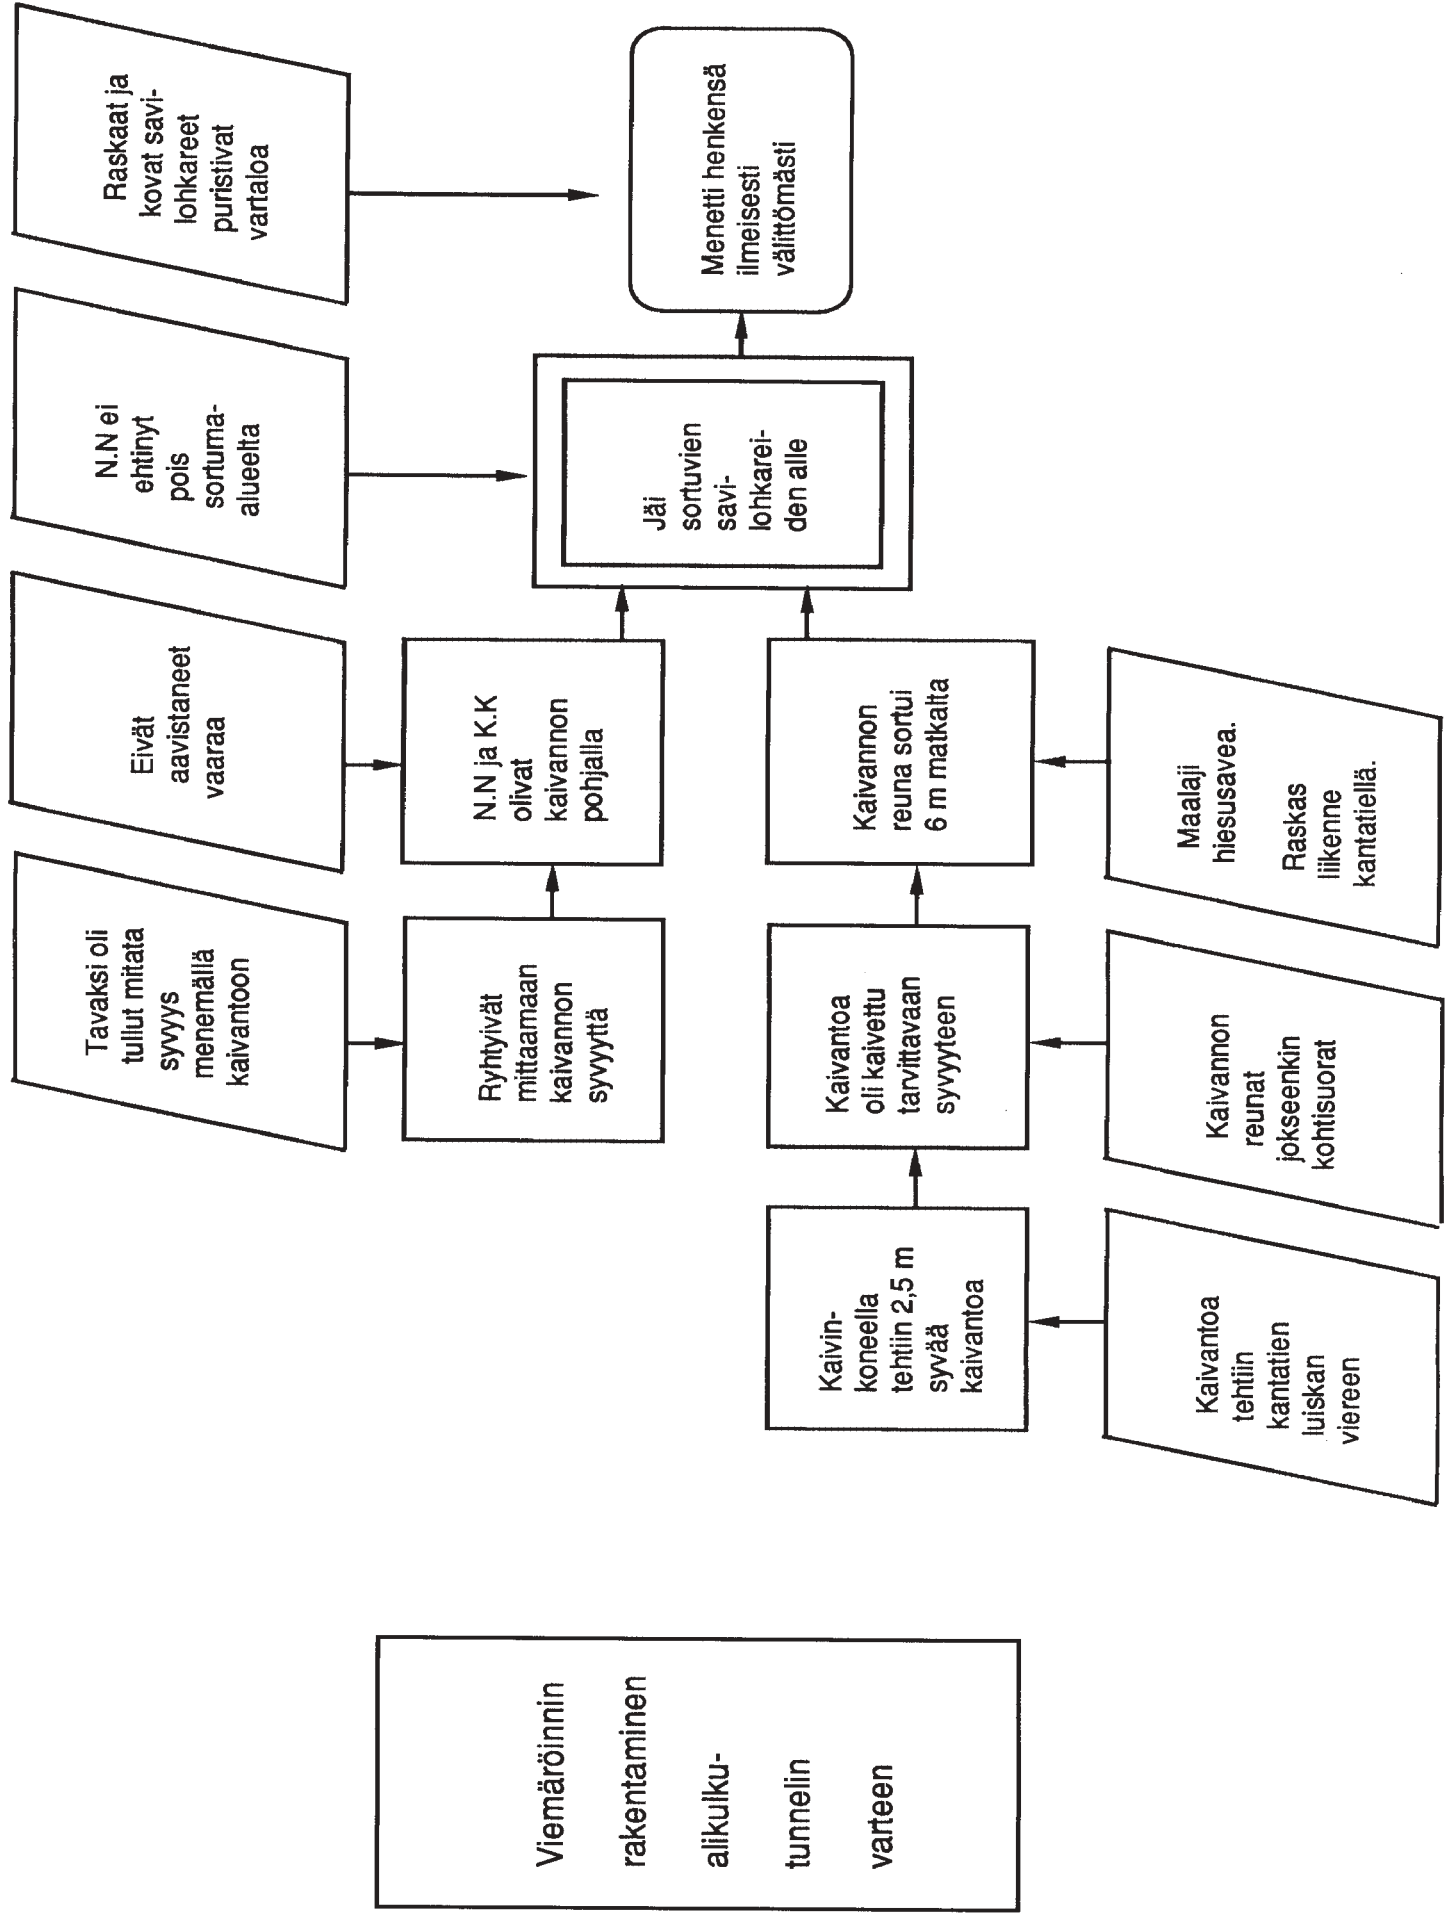 Viemäröinnin
rakentaminen
alikulku-
tunnelin
varteen
Tavaksi oli
tullut mitata
syvyys
menemällä
kaivantoon
Eivät
aavistaneet
vaaraa
N.N ei
ehtinyt
pois
sortuma-
alueelta
Raskaat ja
kovat savi-
lohkareet
puristivat
vartaloa
Ryhtyivät
mittaamaan
kaivannon
syvyyttä
N.N ja K.K
olivat
kaivannon
pohjalla
Jäi
sortuvien
savi-
lohkarei-
den alle
Menetti henkensä
ilmeisesti
välittömästi
Kaivin-
koneella
tehtiin 2,5 m
syvää
kaivantoa
Kaivantoa
oli kaivettu
tarvittavaan
syvyyteen
Kaivannon
reuna sortui
6 m matkalta
Kaivantoa
tehtiin
kantatien
luiskan
viereen
Kaivannon
reunat
jokseenkin
kohtisuorat
Maalaji
hiesusavea.
Raskas
liikenne
kantatiellä.